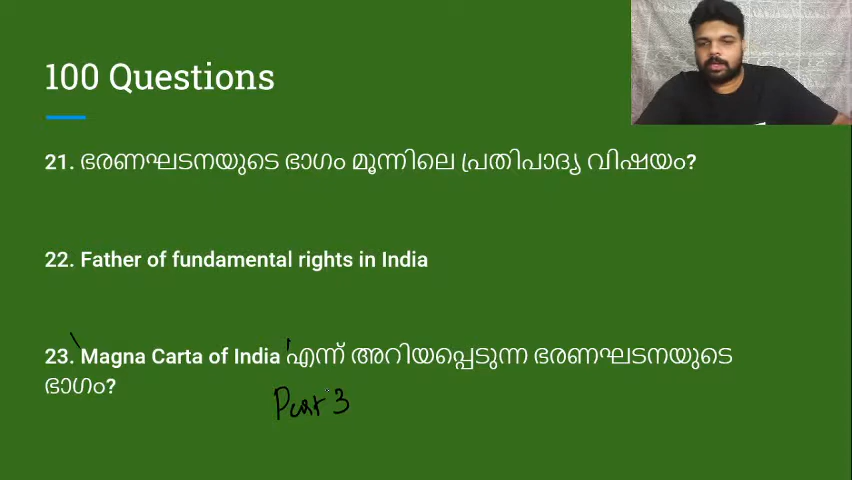 100 Questions
21. ഭരണഘടനയുടെ ഭാഗം മൂന്നിലെ പ്രതിപാദ്യ വിഷയം?
22. Father of fundamental rights in India
23. 'Magna Carta of India' എന്ന് അറിയപ്പെടുന്ന ഭരണഘടനയുടെ
ഭാഗം?
Part 3